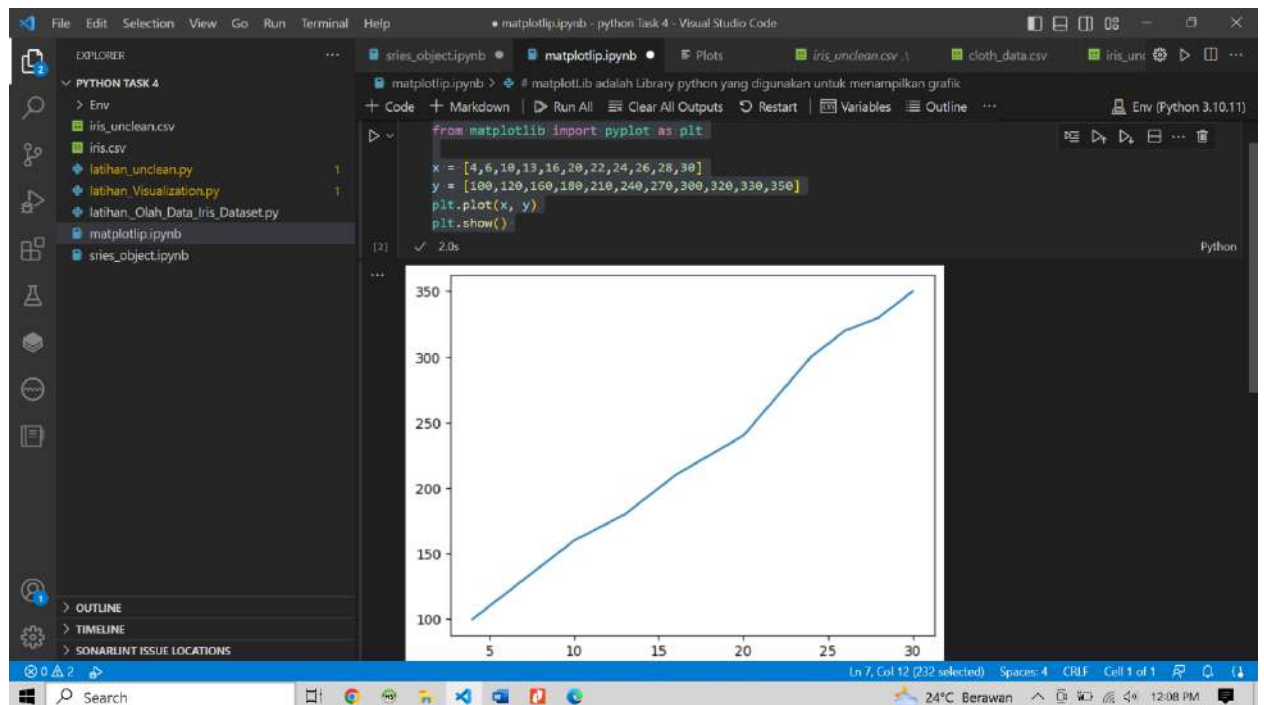 File Edit Selection View Go Run Terminal Help
● matplotlip.ipynb - python Task 4 - Visual Studio Code
EXPLORER
PYTHON TASK 4
> Env
iris_unclean.csv
iris.csv
latihan_unclean.py 1
latihan_Visualization.py 1
latihan,_Olah_Data_Iris_Dataset.py
matplotlip.ipynb
sries_object.ipynb
> OUTLINE
> TIMELINE
> SONARLINT ISSUE LOCATIONS
sries_object.ipynb ● matplotlip.ipynb ● Plots iris_unclean.csv .\ cloth_data.csv iris_unc
matplotlip.ipynb > # matplotLib adalah Library python yang digunakan untuk menampilkan grafik
+ Code + Markdown | Run All Clear All Outputs Restart | Variables Outline ... Env (Python 3.10.11)
from matplotlib import pyplot as plt
x = [4,6,10,13,16,20,22,24,26,28,30]
y = [100,120,160,180,210,240,270,300,320,330,350]
plt.plot(x, y)
plt.show()
✓ 2.0s Python
350
300
250
200
150
100
5 10 15 20 25 30
0 2 Ln 7, Col 12 (232 selected) Spaces: 4 CRLF Cell 1 of 1
Search 24°C Berawan 12:08 PM